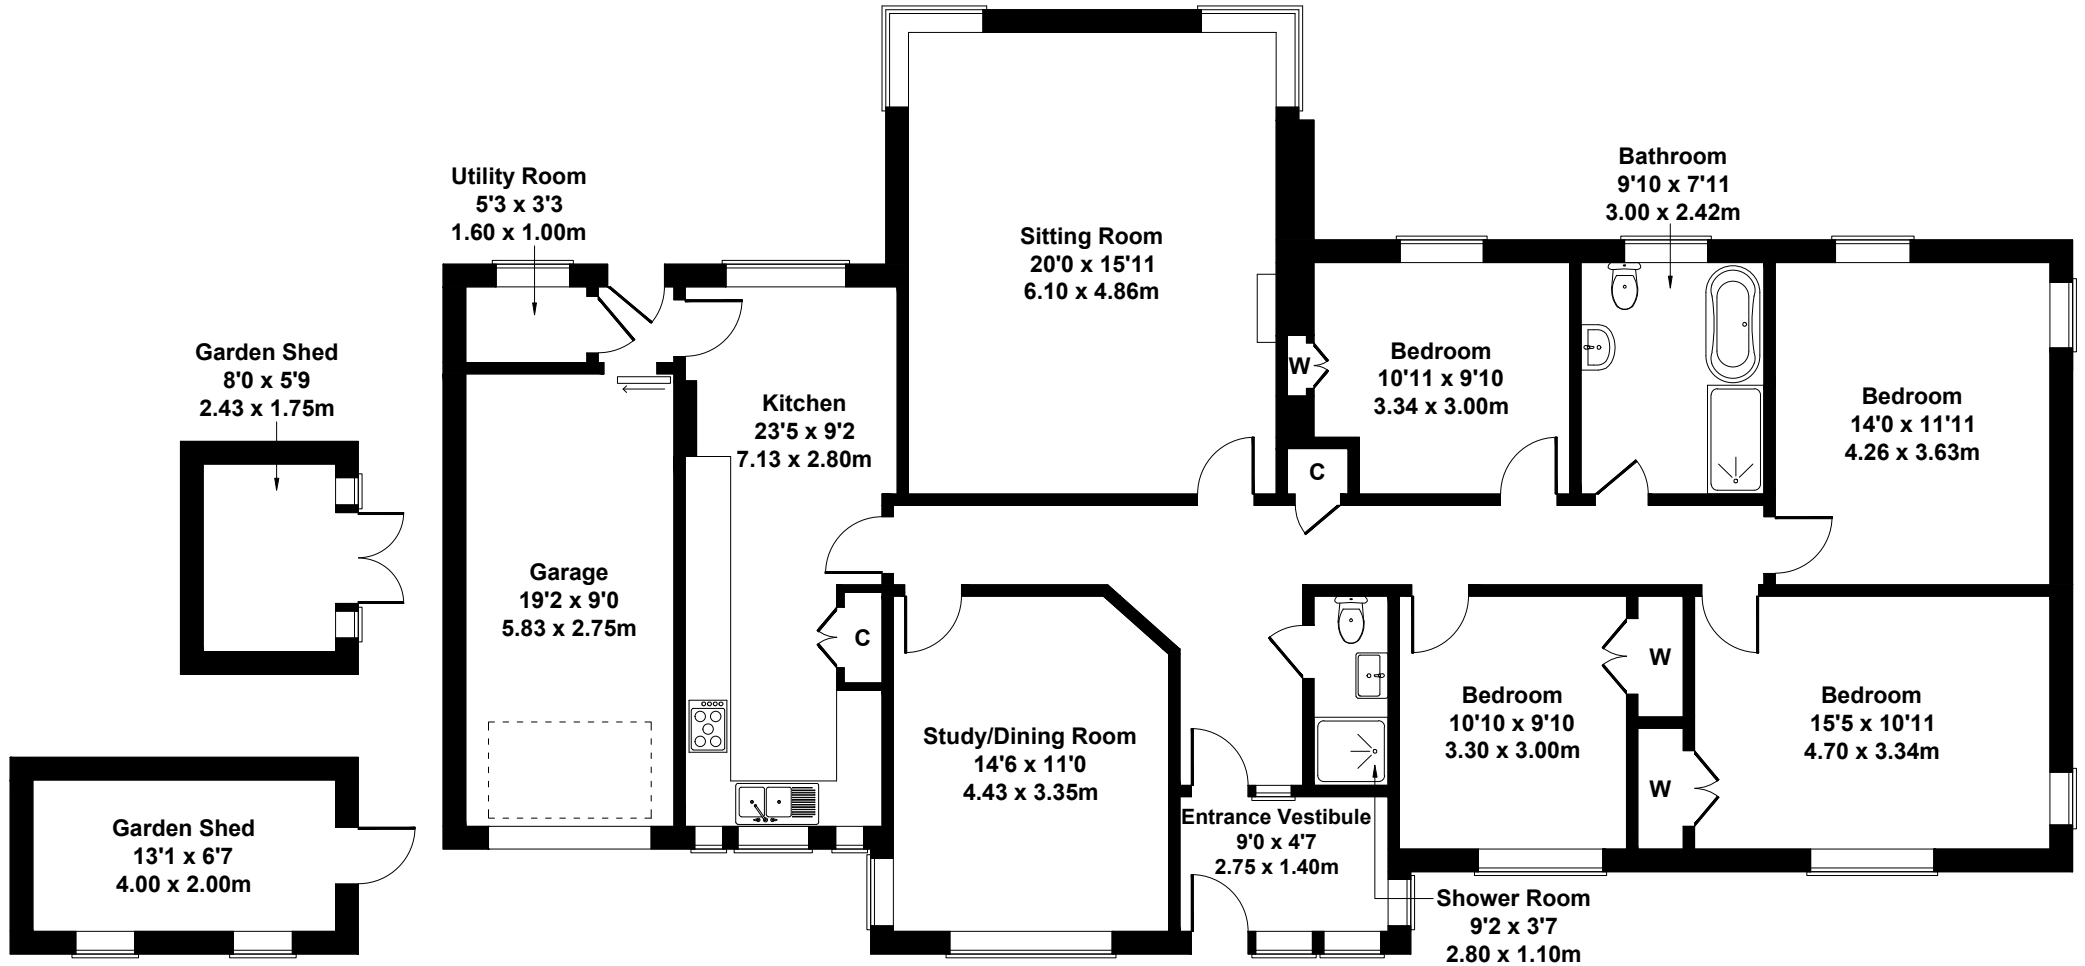 Utility Room
5'3 x 3'3
1.60 x 1.00m
Bathroom
9'10 x 7'11
3.00 x 2.42m
Sitting Room
20'0 x 15'11
6.10 x 4.86m
Garden Shed
8'0 x 5'9
2.43 x 1.75m
Kitchen
23'5 x 9'2
7.13 x 2.80m
W
Bedroom
10'11 x 9'10
3.34 x 3.00m
Bedroom
14'0 x 11'11
4.26 x 3.63m
C
Garage
19'2 x 9'0
5.83 x 2.75m
C
W
Study/Dining Room
14'6 x 11'0
4.43 x 3.35m
Bedroom
10'10 x 9'10
3.30 x 3.00m
Bedroom
15'5 x 10'11
4.70 x 3.34m
W
Garden Shed
13'1 x 6'7
4.00 x 2.00m
Entrance Vestibule
9'0 x 4'7
2.75 x 1.40m
Shower Room
9'2 x 3'7
2.80 x 1.10m